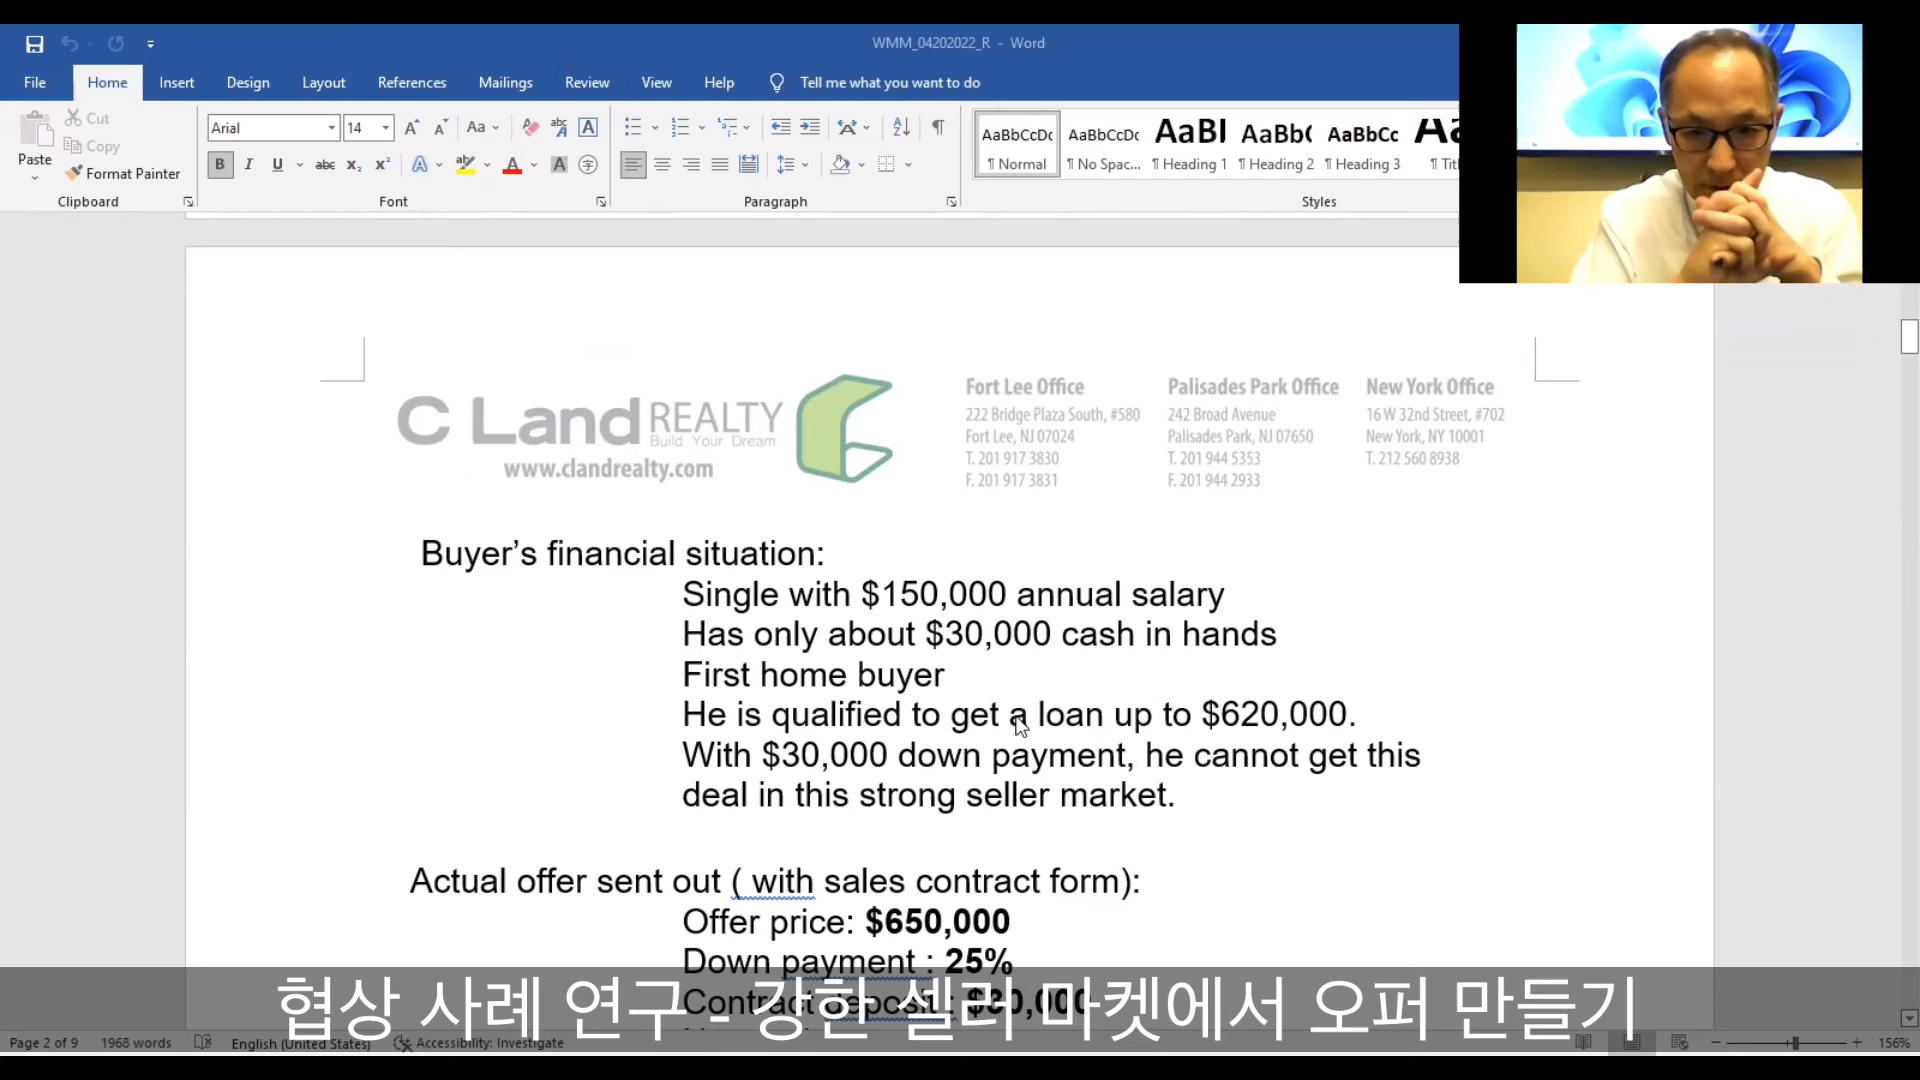 WMM_04202022_R - Word
File Home Insert Design Layout References Mailings Review View Help Tell me what you want to do
Cut
Copy
Paste
Format Painter
Clipboard
Arial 14
Font
Paragraph
AaBbCcDc AaBbCcDc AaBl AaBb( AaBbCc
¶ Normal ¶ No Spac... Heading 1 Heading 2 Heading 3
Styles
C Land REALTY
Build Your Dream
www.clandrealty.com
Fort Lee Office
222 Bridge Plaza South, #580
Fort Lee, NJ 07024
T. 201 917 3830
F. 201 917 3831
Palisades Park Office
242 Broad Avenue
Palisades Park, NJ 07650
T. 201 944 5353
F. 201 944 2933
New York Office
16 W 32nd Street, #702
New York, NY 10001
T. 212 560 8938
Buyer’s financial situation:
Single with $150,000 annual salary
Has only about $30,000 cash in hands
First home buyer
He is qualified to get a loan up to $620,000.
With $30,000 down payment, he cannot get this
deal in this strong seller market.
Actual offer sent out ( with sales contract form):
Offer price: $650,000
Down payment : 25%
Contract deposit : $30,000
협상 사례 연구 - 강한 셀러 마켓에서 오퍼 만들기
Page 2 of 9 1968 words English (United States) Accessibility: Investigate 156%